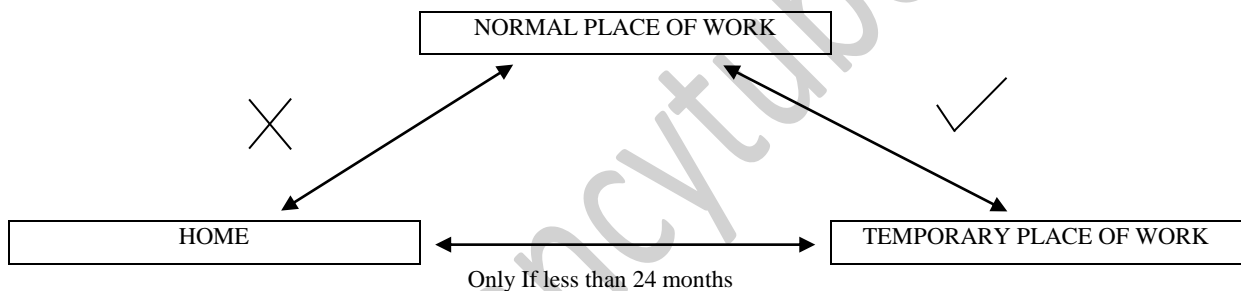 NORMAL PLACE OF WORK
HOME
TEMPORARY PLACE OF WORK
Only If less than 24 months